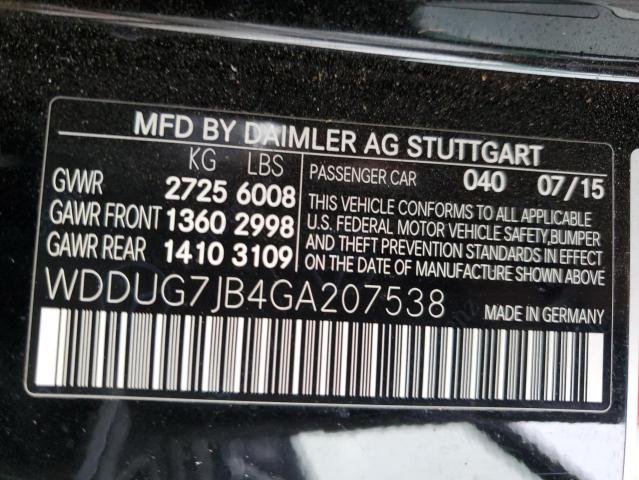 MFD BY DAIMLER AG STUTTGART
KG LBS
GVWR 2725 6008
GAWR FRONT 1360 2998
GAWR REAR 1410 3109
PASSENGER CAR 040 07/15
THIS VEHICLE CONFORMS TO ALL APPLICABLE
U.S. FEDERAL MOTOR VEHICLE SAFETY,BUMPER
AND THEFT PREVENTION STANDARDS IN EFFECT
ON THE DATE OF MANUFACTURE SHOWN ABOVE.
WDDUG7JB4GA207538
MADE IN GERMANY